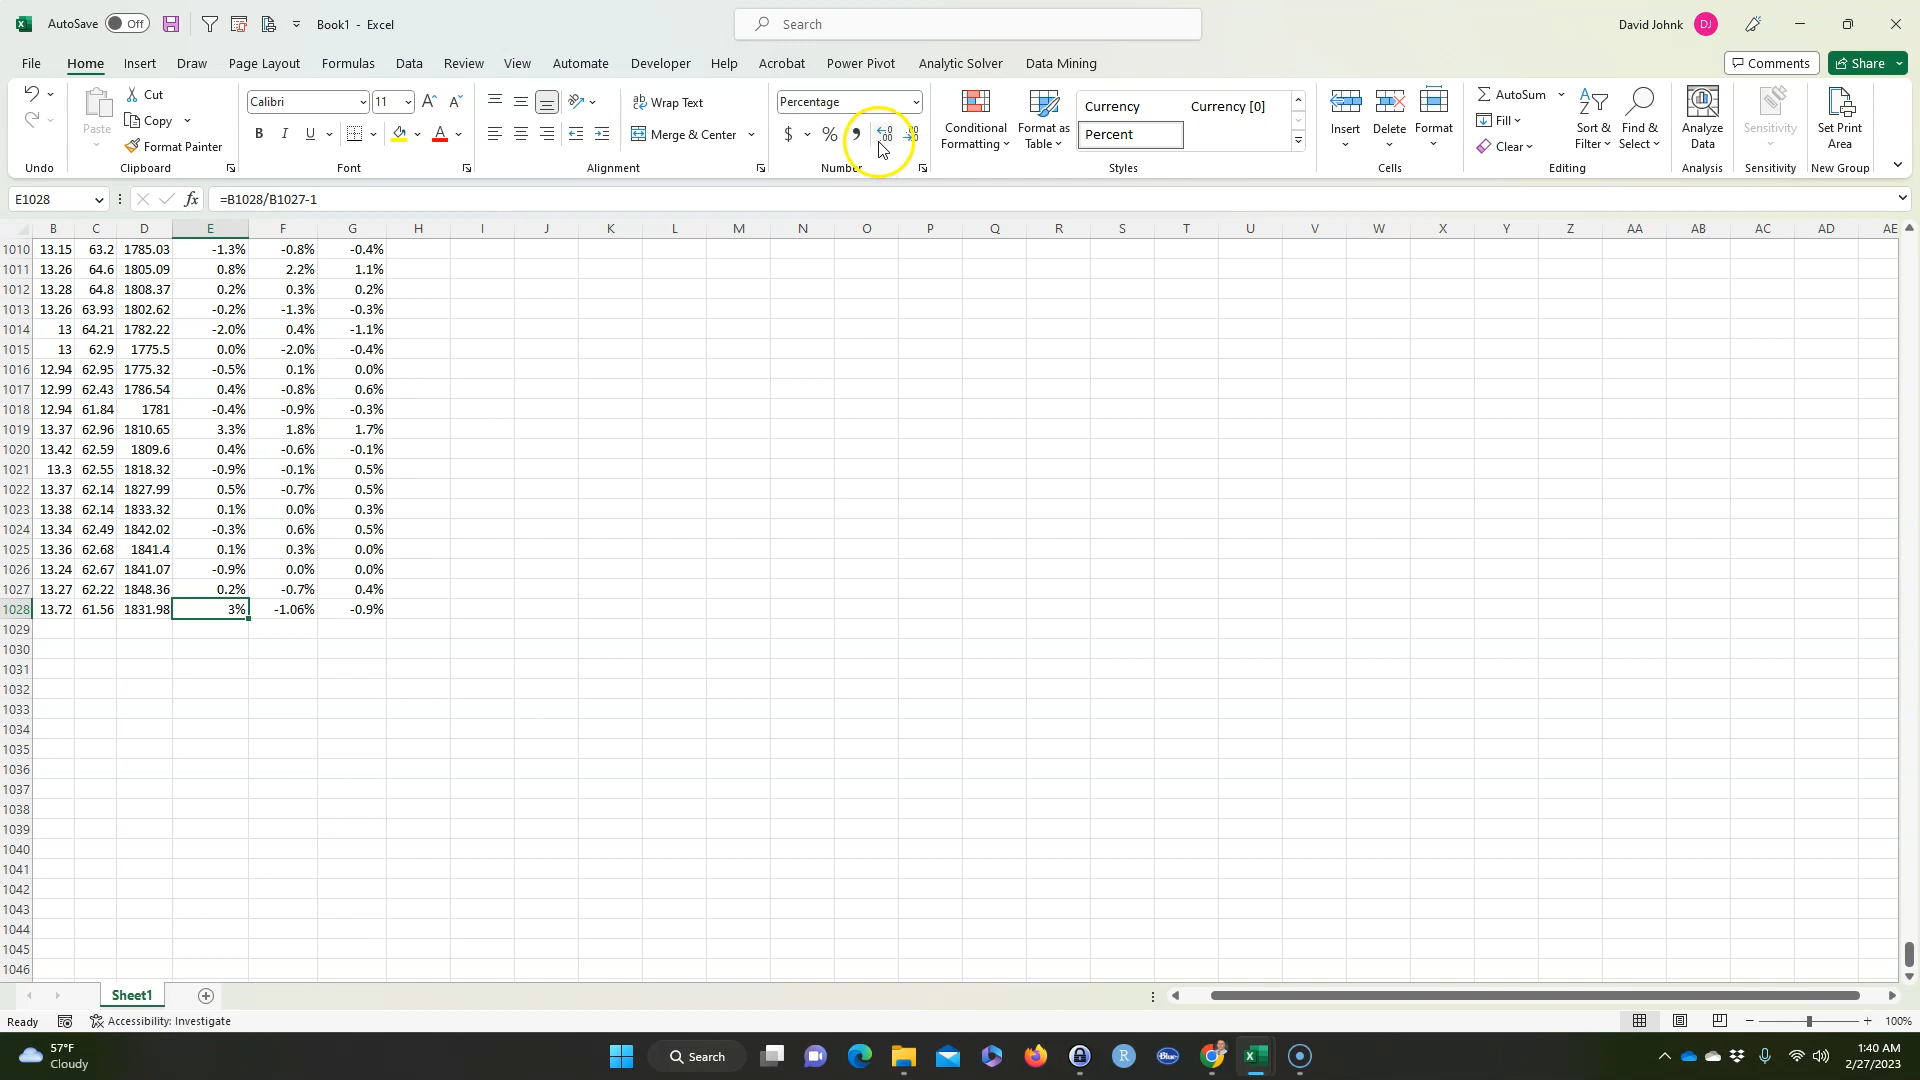 AutoSave Off Book1 - Excel Search David Johnk DJ
File Home Insert Draw Page Layout Formulas Data Review View Automate Developer Help Acrobat Power Pivot Analytic Solver Data Mining Comments Share
Paste Cut Copy Format Painter Calibri 11 B I U A Wrap Text Merge & Center Percentage $ % Conditional Formatting Format as Table Currency Currency [0] Percent Insert Delete Format AutoSum Fill Clear Sort & Filter Find & Select Analyze Data Sensitivity Set Print Area
Undo Clipboard Font Alignment Number Styles Cells Editing Analysis Sensitivity New Group
E1028 fx =B1028/B1027-1
B C D E F G H I J K L M N O P Q R S T U V W X Y Z AA AB AC AD AE
1010 13.15 63.2 1785.03 -1.3% -0.8% -0.4%
1011 13.26 64.6 1805.09 0.8% 2.2% 1.1%
1012 13.28 64.8 1808.37 0.2% 0.3% 0.2%
1013 13.26 63.93 1802.62 -0.2% -1.3% -0.3%
1014 13 64.21 1782.22 -2.0% 0.4% -1.1%
1015 13 62.9 1775.5 0.0% -2.0% -0.4%
1016 12.94 62.95 1775.32 -0.5% 0.1% 0.0%
1017 12.99 62.43 1786.54 0.4% -0.8% 0.6%
1018 12.94 61.84 1781 -0.4% -0.9% -0.3%
1019 13.37 62.96 1810.65 3.3% 1.8% 1.7%
1020 13.42 62.59 1809.6 0.4% -0.6% -0.1%
1021 13.3 62.55 1818.32 -0.9% -0.1% 0.5%
1022 13.37 62.14 1827.99 0.5% -0.7% 0.5%
1023 13.38 62.14 1833.32 0.1% 0.0% 0.3%
1024 13.34 62.49 1842.02 -0.3% 0.6% 0.5%
1025 13.36 62.68 1841.4 0.1% 0.3% 0.0%
1026 13.24 62.67 1841.07 -0.9% 0.0% 0.0%
1027 13.27 62.22 1848.36 0.2% -0.7% 0.4%
1028 13.72 61.56 1831.98 3% -1.06% -0.9%
1029
1030
1031
1032
1033
1034
1035
1036
1037
1038
1039
1040
1041
1042
1043
1044
1045
1046
Sheet1
Ready Accessibility: Investigate 100%
57°F Search 1:40 AM
Cloudy 2/27/2023